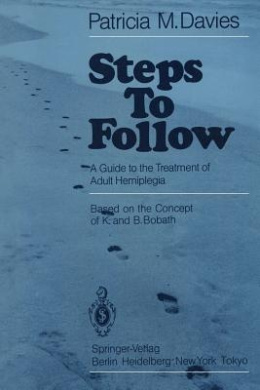 Patricia M. Davies
Steps
To
Follow
A Guide to the Treatment of
Adult Hemiplegia
Based on the Concept
of K. and B. Bobath
Springer-Verlag
Berlin Heidelberg New York Tokyo